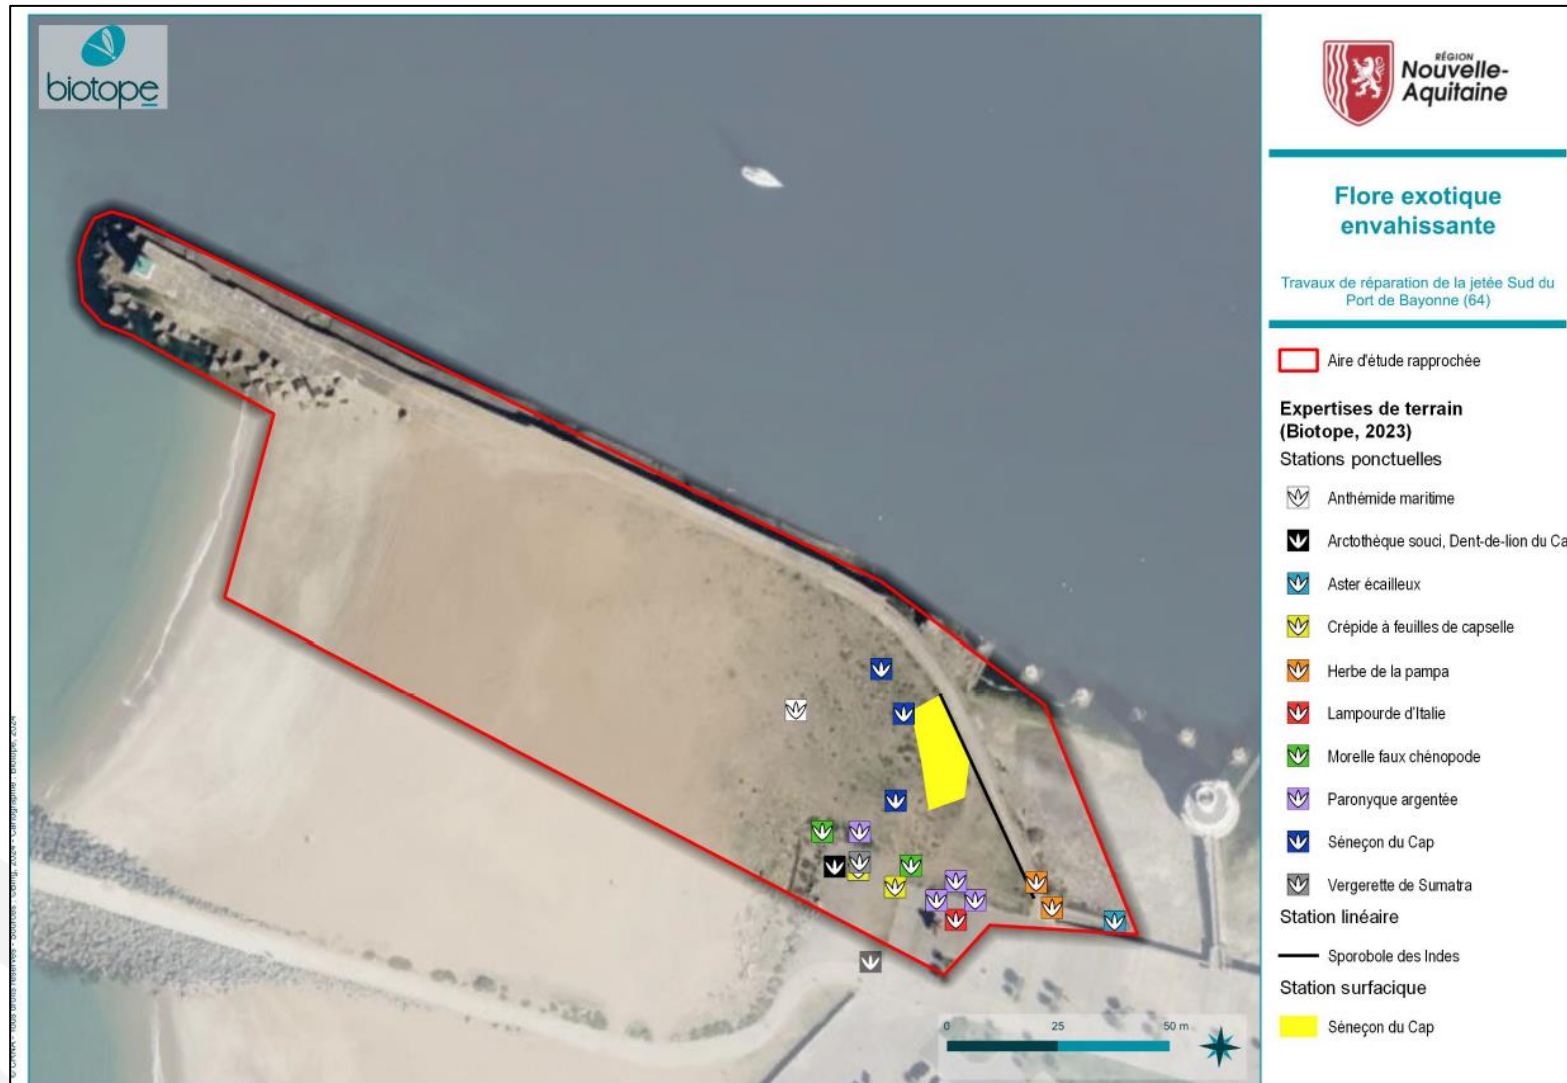 biotope
RÉGION
Nouvelle-
Aquitaine
Flore exotique
envahissante
Travaux de réparation de la jetée Sud du
Port de Bayonne (64)
Aire d'étude rapprochée
Expertises de terrain
(Biotope, 2023)
Stations ponctuelles
Anthémide maritime
Arctothèque souci, Dent-de-lion du Ca
Aster écailleux
Crépide à feuilles de capselle
Herbe de la pampa
Lampourde d'Italie
Morelle faux chénopode
Paronyque argentée
Séneçon du Cap
Vergerette de Sumatra
Station linéaire
Sporobole des Indes
Station surfacique
Séneçon du Cap
0 25 50 m